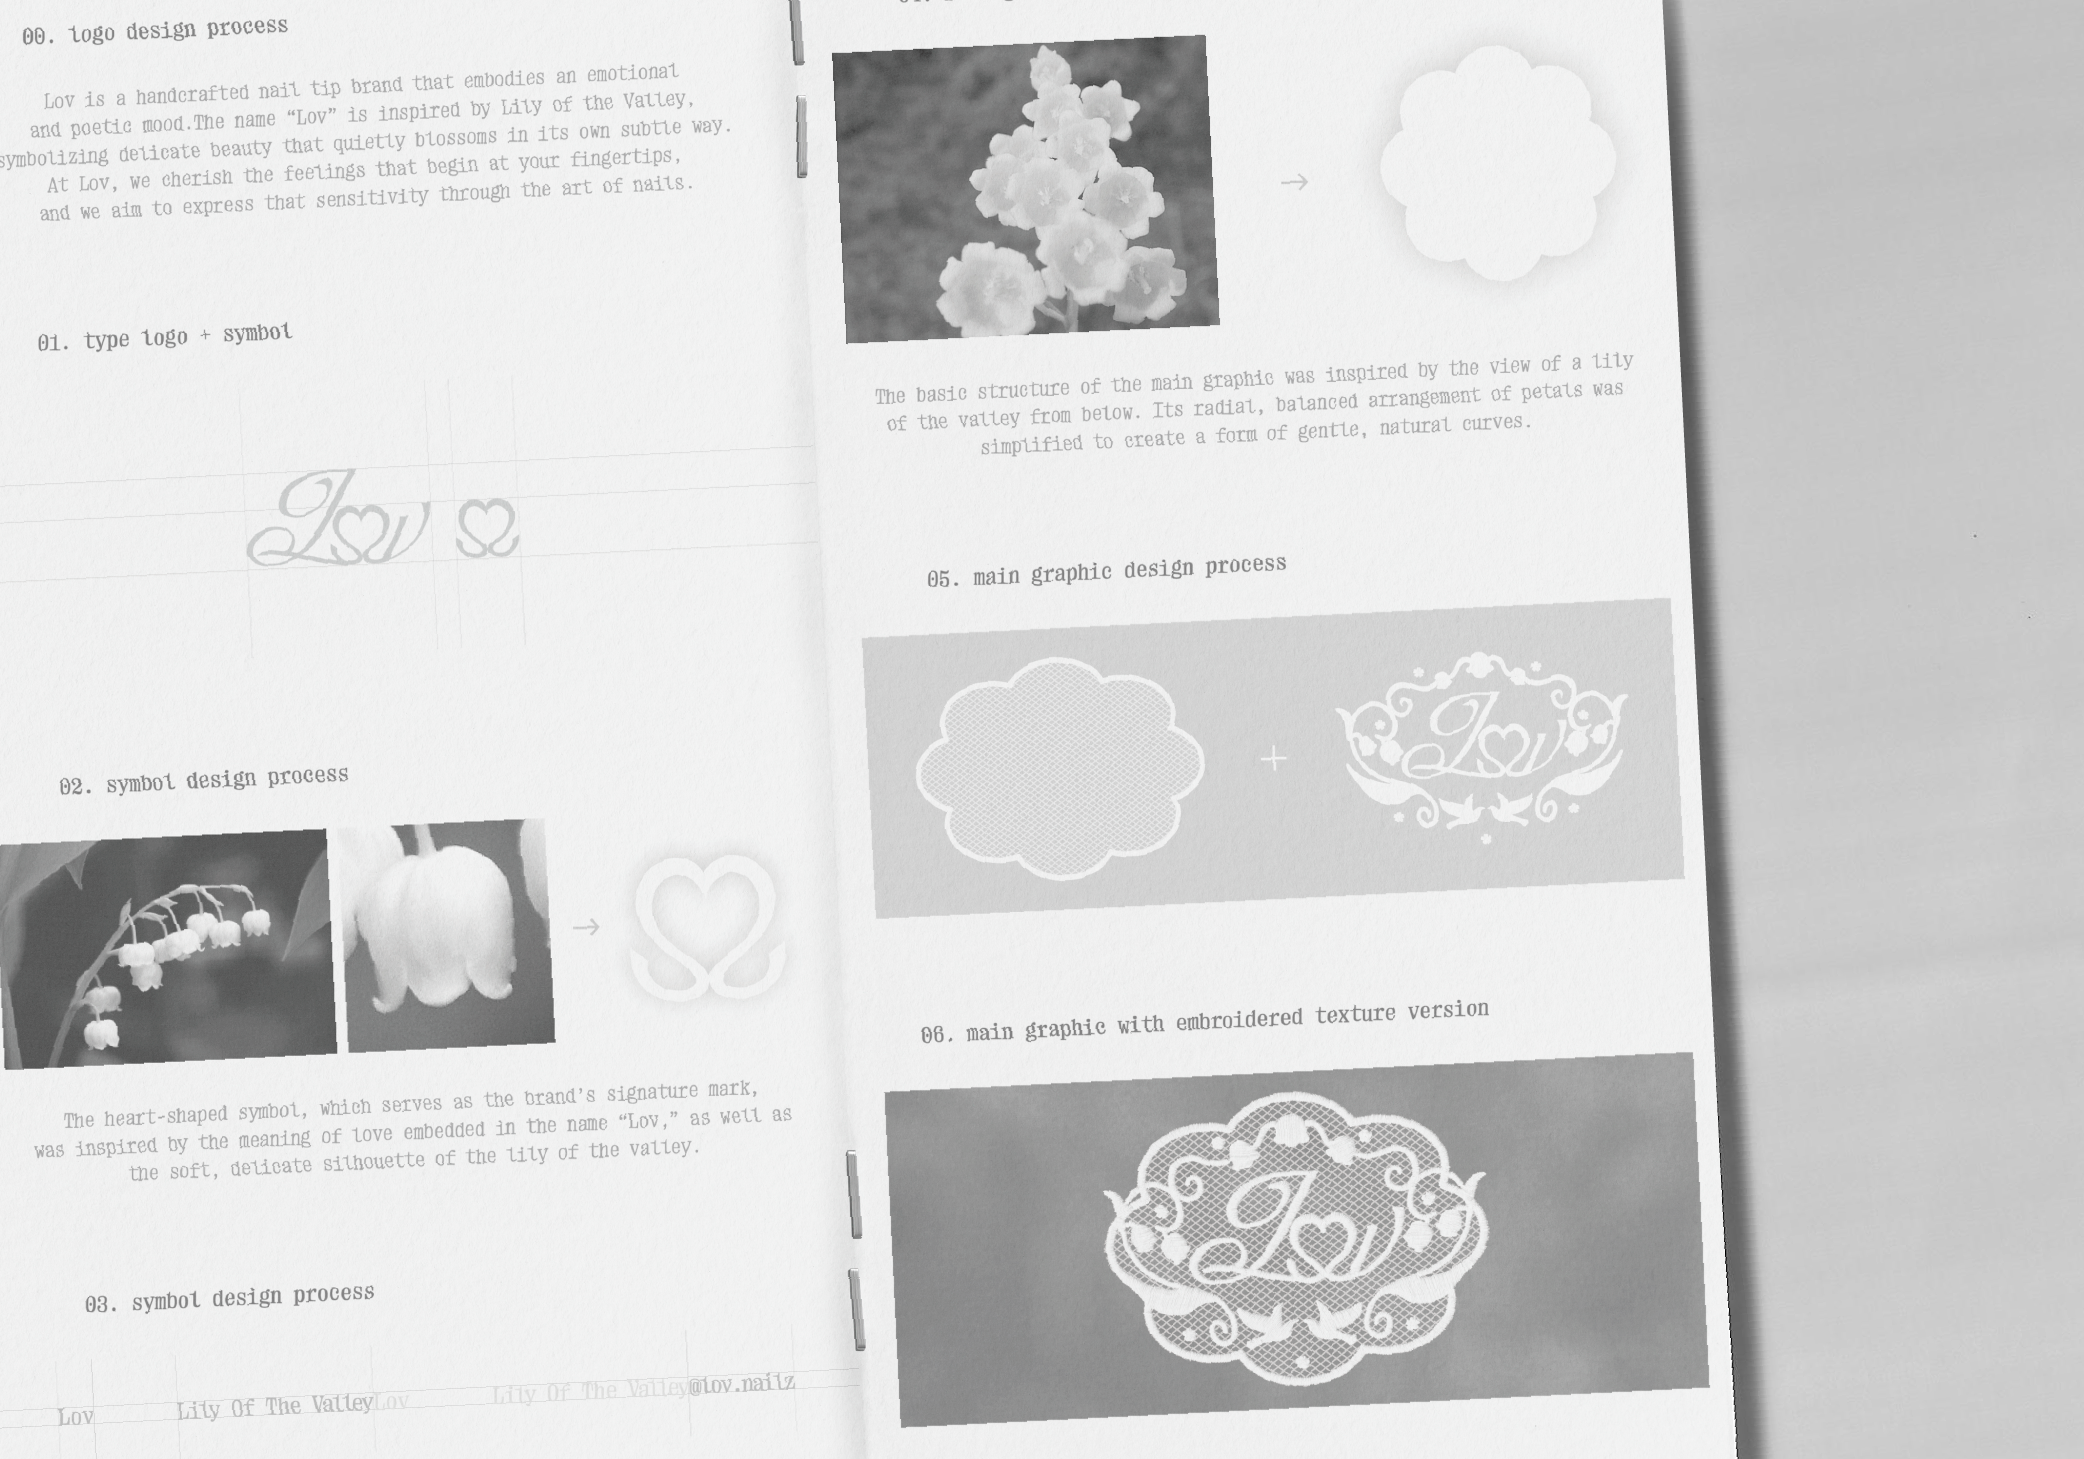 00. logo design process
Lov is a handcrafted nail tip brand that embodies an emotional
and poetic mood.The name “Lov” is inspired by Lily of the Valley,
symbolizing delicate beauty that quietly blossoms in its own subtle way.
At Lov, we cherish the feelings that begin at your fingertips,
and we aim to express that sensitivity through the art of nails.
01. type logo + symbol
Lov
02. symbol design process
The heart-shaped symbol, which serves as the brand’s signature mark,
was inspired by the meaning of love embedded in the name “Lov,” as well as
the soft, delicate silhouette of the lily of the valley.
03. symbol design process
Lov Lily Of The Valley Lov Lily Of The Valley @lov.nailz
The basic structure of the main graphic was inspired by the view of a lily
of the valley from below. Its radial, balanced arrangement of petals was
simplified to create a form of gentle, natural curves.
05. main graphic design process
+
Lov
06. main graphic with embroidered texture version
Lov